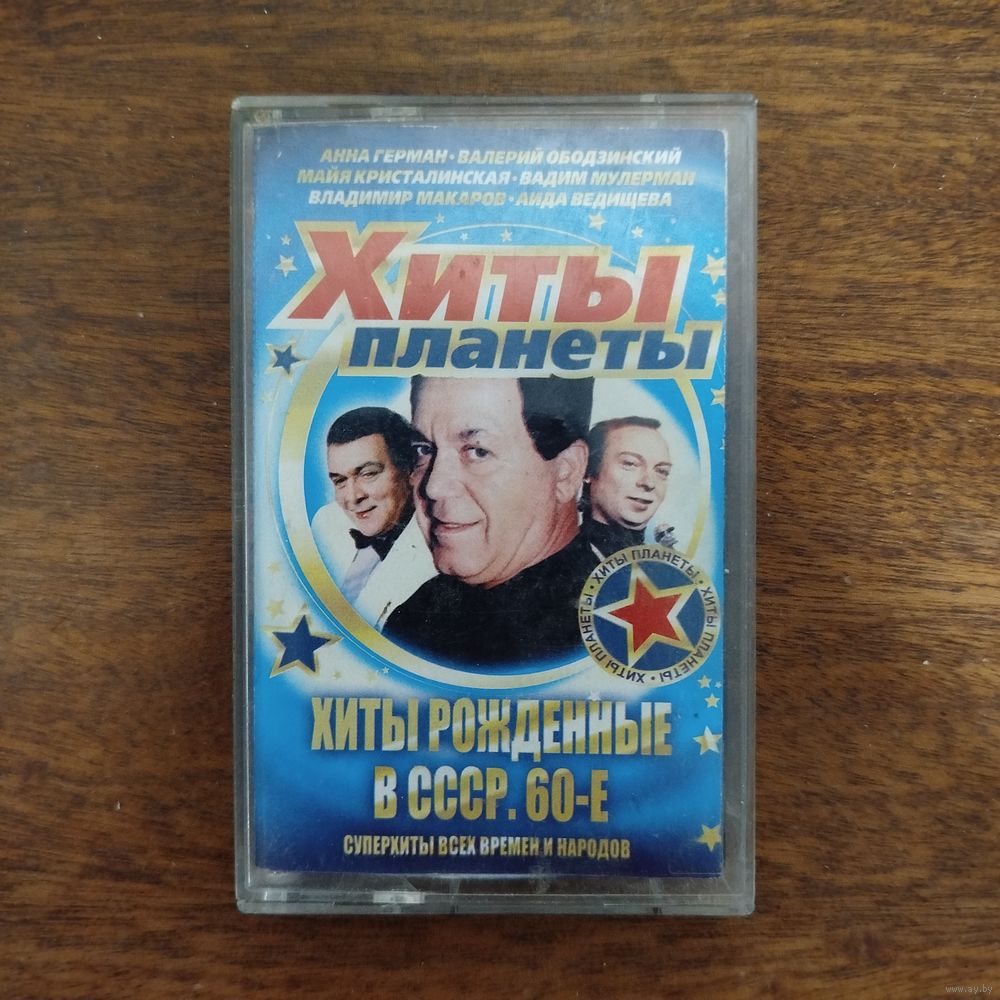 АННА ГЕРМАН • ВАЛЕРИЙ ОБОДЗИНСКИЙ
МАЙЯ КРИСТАЛИНСКАЯ • ВАДИМ МУЛЕРМАН
ВЛАДИМИР МАКАРОВ • АИДА ВЕДИЩЕВА
Хиты
планеты
ХИТЫ ПЛАНЕТЫ • ХИТЫ ПЛАНЕТЫ • ХИТЫ ПЛАНЕТЫ •
ХИТЫ РОЖДЕННЫЕ
В СССР. 60-Е
СУПЕРХИТЫ ВСЕХ ВРЕМЕН И НАРОДОВ
www.ay.by